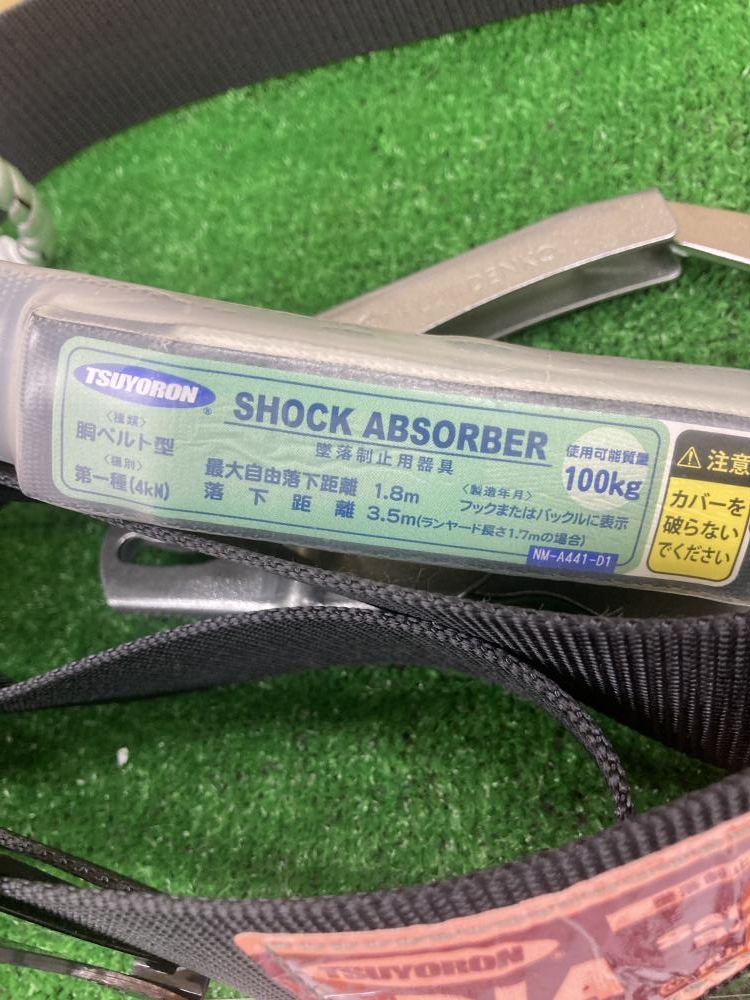 DENKO
TSUYORON®
SHOCK ABSORBER
墜落制止用器具
〈種類〉
胴ベルト型
〈種別〉
第一種(4kN)
最大自由落下距離 1.8m
落下距離 3.5m(ランヤード長さ1.7mの場合)
使用可能質量
100kg
〈製造年月〉
フックまたはバックルに表示
NM-A441-D1
⚠注意
カバーを
破らない
でください
TSUYORON